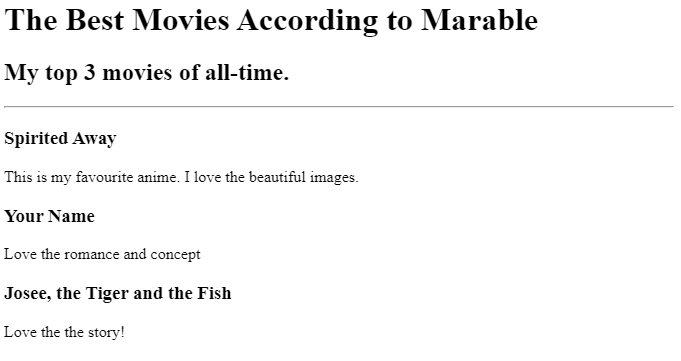 The Best Movies According to Marable
My top 3 movies of all-time.
Spirited Away
This is my favourite anime. I love the beautiful images.
Your Name
Love the romance and concept
Josee, the Tiger and the Fish
Love the the story!